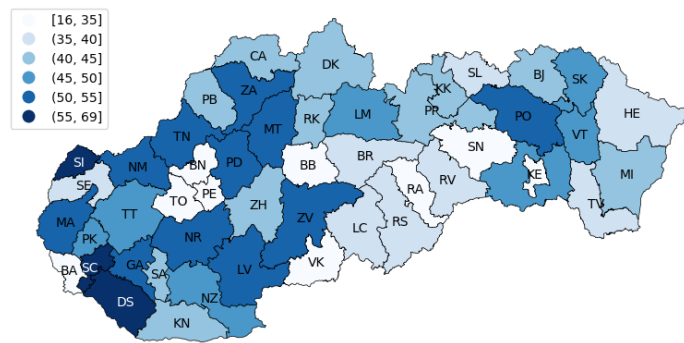 [16, 35]
(35, 40]
(40, 45]
(45, 50]
(50, 55]
(55, 69]
CA
DK
SL
BJ
SK
KK
PB
ZA
PP
HE
RK
LM
PO
MT
TN
VT
SN
BN
PD
BB
BR
SI
NM
KE
MI
RV
SE
PE
RA
TO
ZH
TV
TT
MA
ZV
LC
RS
PK
NR
BA
SC
GA
SA
LV
VK
DS
NZ
KN